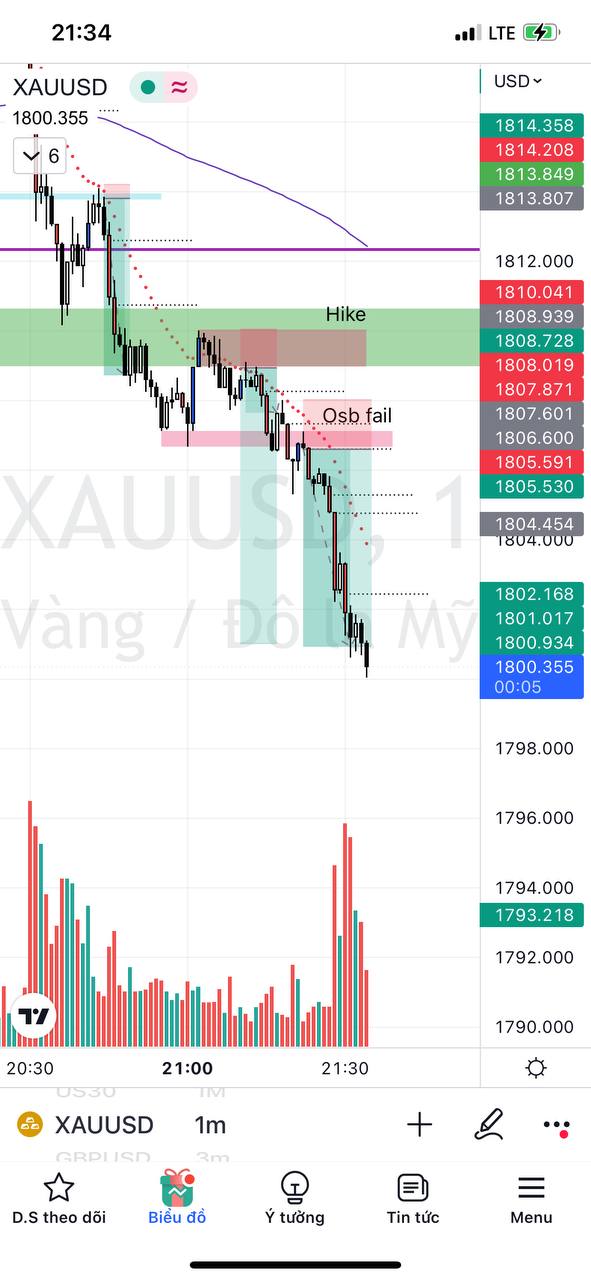 21:34
LTE
XAUUSD
USD
1800.355
6
1814.358
1814.208
1813.849
1813.807
1812.000
1810.041
1808.939
1808.728
1808.019
1807.871
1807.601
1806.600
1805.591
1805.530
1804.454
1804.000
1802.168
1801.017
1800.934
1800.355
00:05
1798.000
1796.000
1794.000
1793.218
1792.000
1790.000
Hike
Osb fail
XAUUSD, 1
Vàng / Đô la Mỹ
20:30
21:00
21:30
US30 1M
XAUUSD 1m
GBPUSD 3m
D.S theo dõi
Biểu đồ
Ý tưởng
Tin tức
Menu